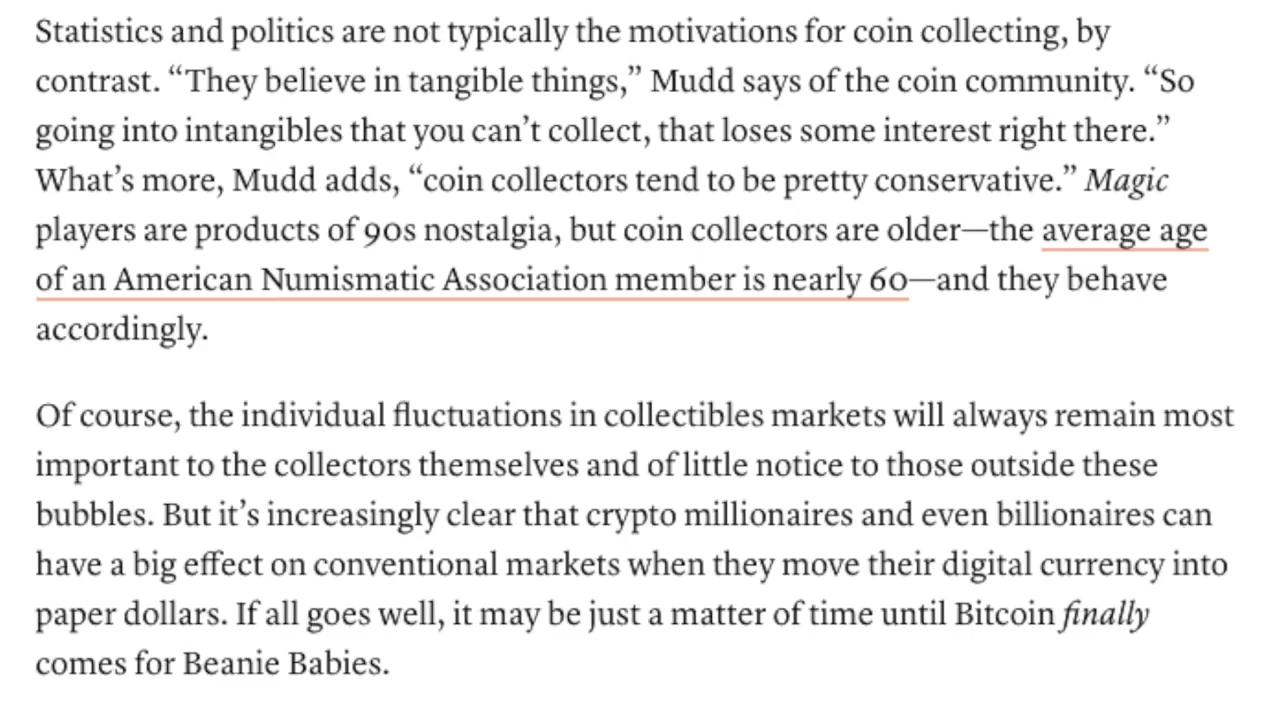 Statistics and politics are not typically the motivations for coin collecting, by
contrast. “They believe in tangible things,” Mudd says of the coin community. “So
going into intangibles that you can’t collect, that loses some interest right there.”
What’s more, Mudd adds, “coin collectors tend to be pretty conservative.” Magic
players are products of 90s nostalgia, but coin collectors are older—the average age
of an American Numismatic Association member is nearly 60—and they behave
accordingly.
Of course, the individual fluctuations in collectibles markets will always remain most
important to the collectors themselves and of little notice to those outside these
bubbles. But it’s increasingly clear that crypto millionaires and even billionaires can
have a big effect on conventional markets when they move their digital currency into
paper dollars. If all goes well, it may be just a matter of time until Bitcoin finally
comes for Beanie Babies.